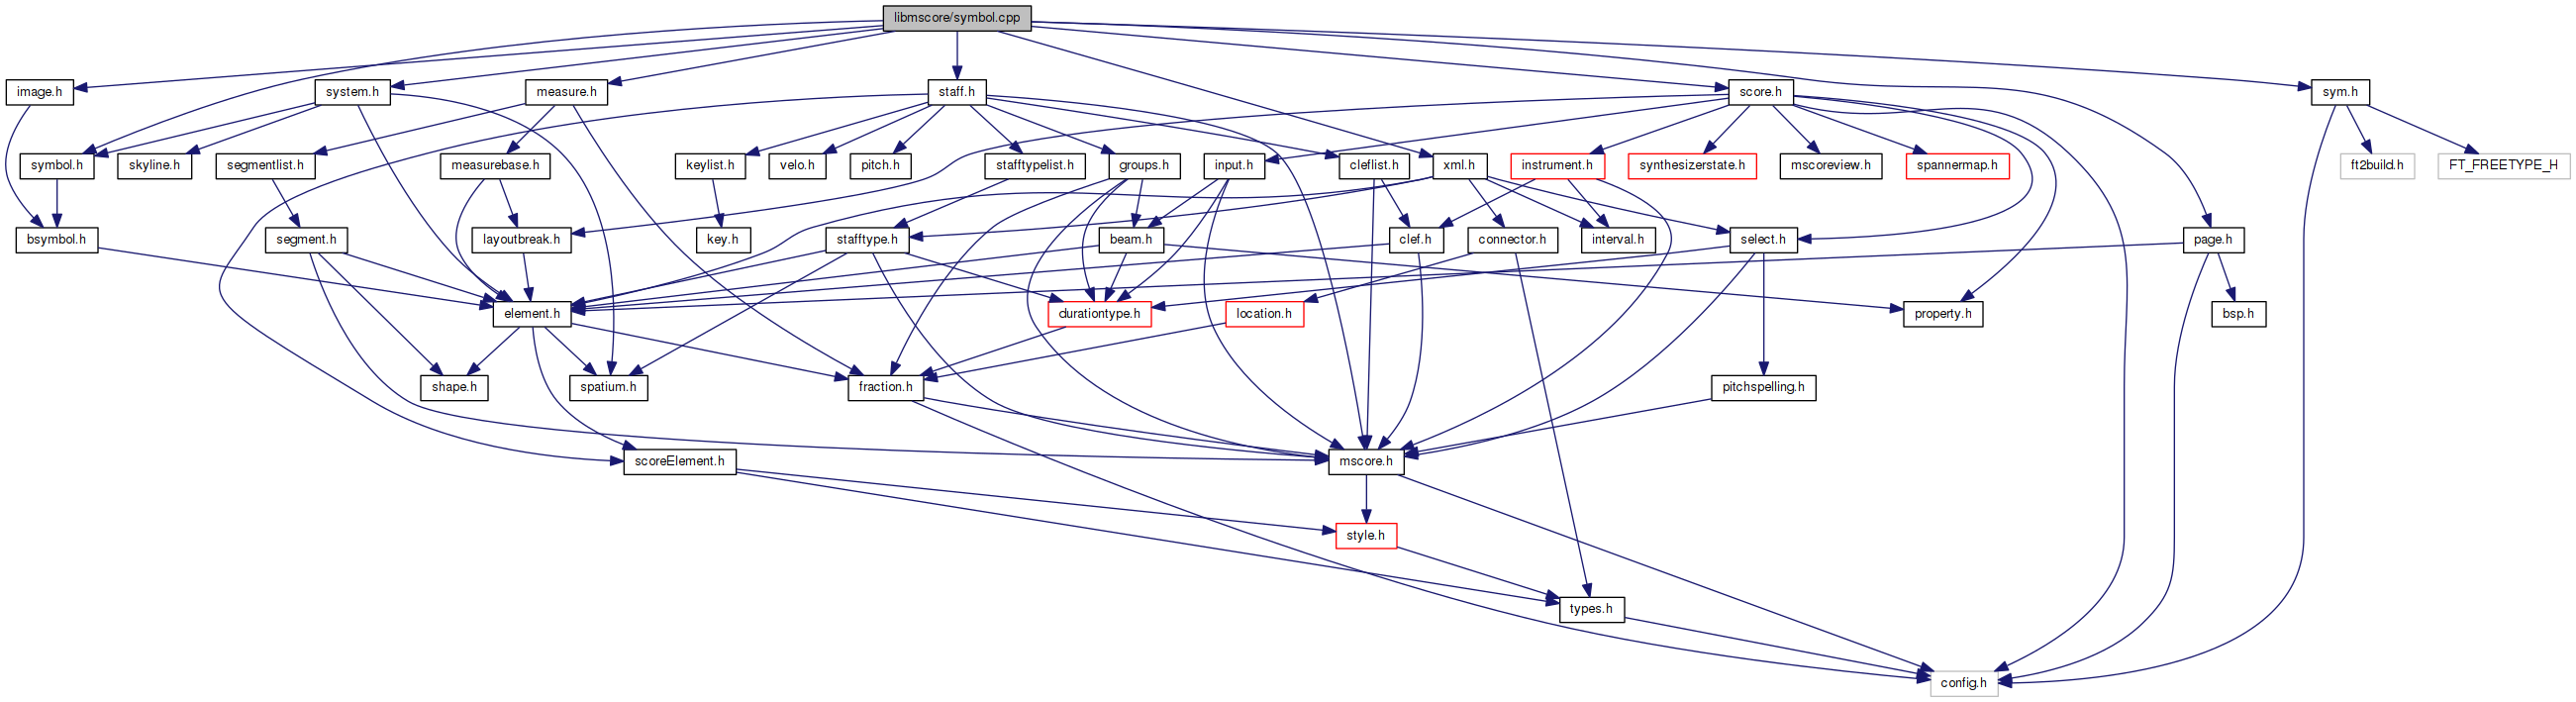 libmscore/symbol.cpp
image.h
system.h
measure.h
staff.h
score.h
sym.h
symbol.h
skyline.h
segmentlist.h
measurebase.h
keylist.h
velo.h
pitch.h
stafftypelist.h
groups.h
input.h
cleflist.h
xml.h
instrument.h
synthesizerstate.h
mscoreview.h
spannermap.h
ft2build.h
FT_FREETYPE_H
bsymbol.h
segment.h
layoutbreak.h
key.h
stafftype.h
beam.h
clef.h
connector.h
interval.h
select.h
page.h
element.h
durationtype.h
location.h
property.h
bsp.h
shape.h
spatium.h
fraction.h
pitchspelling.h
scoreElement.h
mscore.h
style.h
types.h
config.h